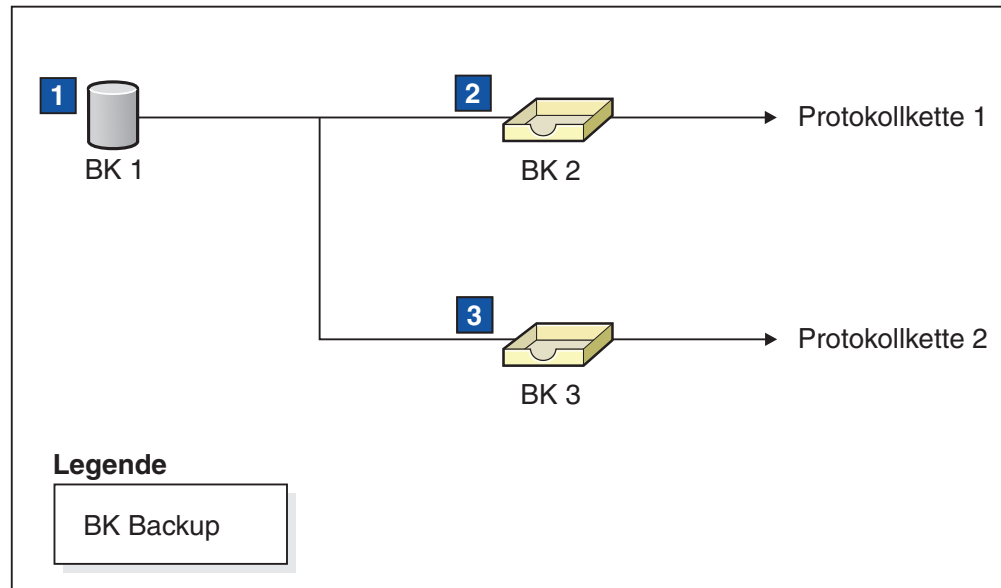 1
BK 1
2
BK 2
Protokollkette 1
3
BK 3
Protokollkette 2
Legende
BK Backup